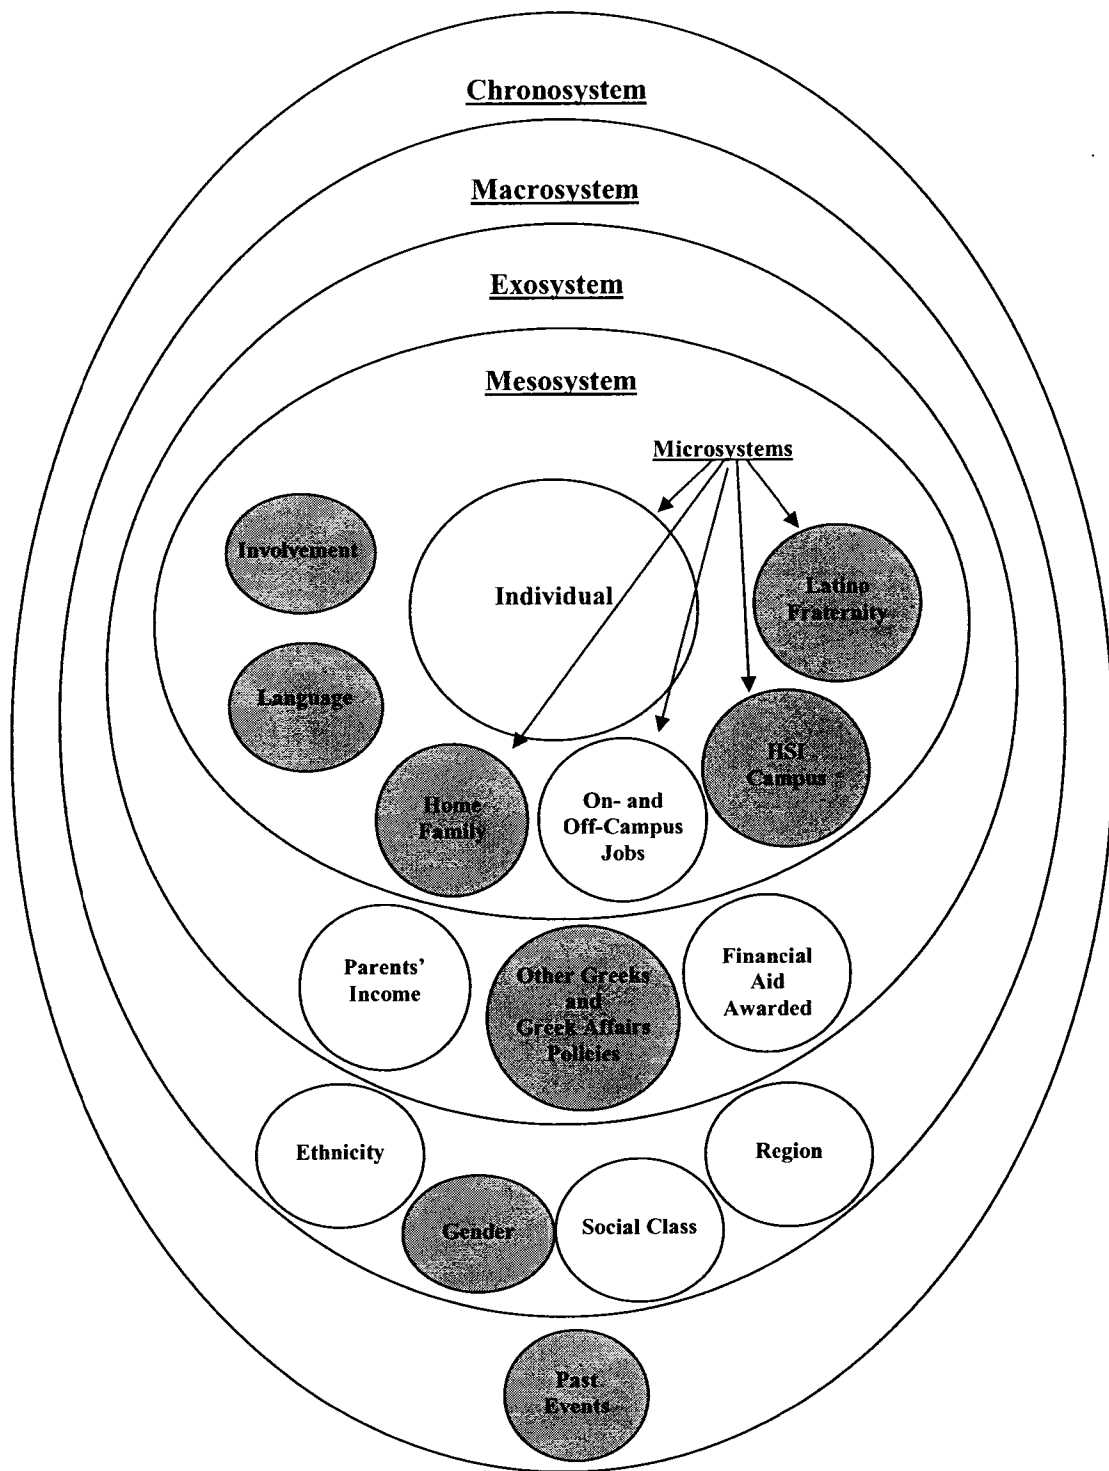 Chronosystem
Macrosystem
Exosystem
Mesosystem
Microsystems
Involvement
Individual
Latino
Fraternity
Language
HSI
Campus
Home
Family
On- and
Off-Campus
Jobs
Parents'
Income
Other Greeks
and
Greek Affairs
Policies
Financial
Aid
Awarded
Ethnicity
Gender
Social Class
Region
Past
Events